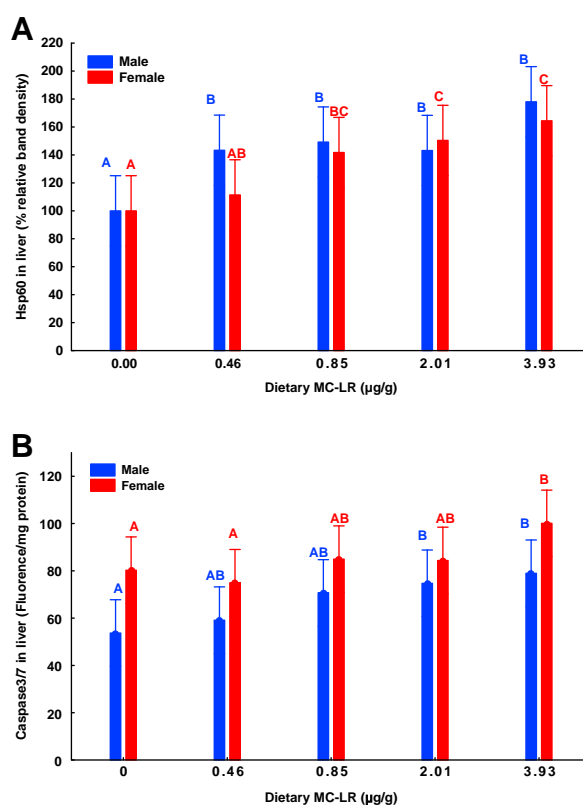 A
Male
Female
Hsp60 in liver (% relative band density)
220
200
180
160
140
120
100
80
60
40
20
0
A
A
B
AB
B
BC
B
C
B
C
0.00
0.46
0.85
2.01
3.93
Dietary MC-LR (µg/g)
B
Male
Female
Caspase3/7 in liver (Fluorence/mg protein)
120
100
80
60
40
20
0
A
A
AB
A
AB
AB
B
AB
B
B
0
0.46
0.85
2.01
3.93
Dietary MC-LR (µg/g)